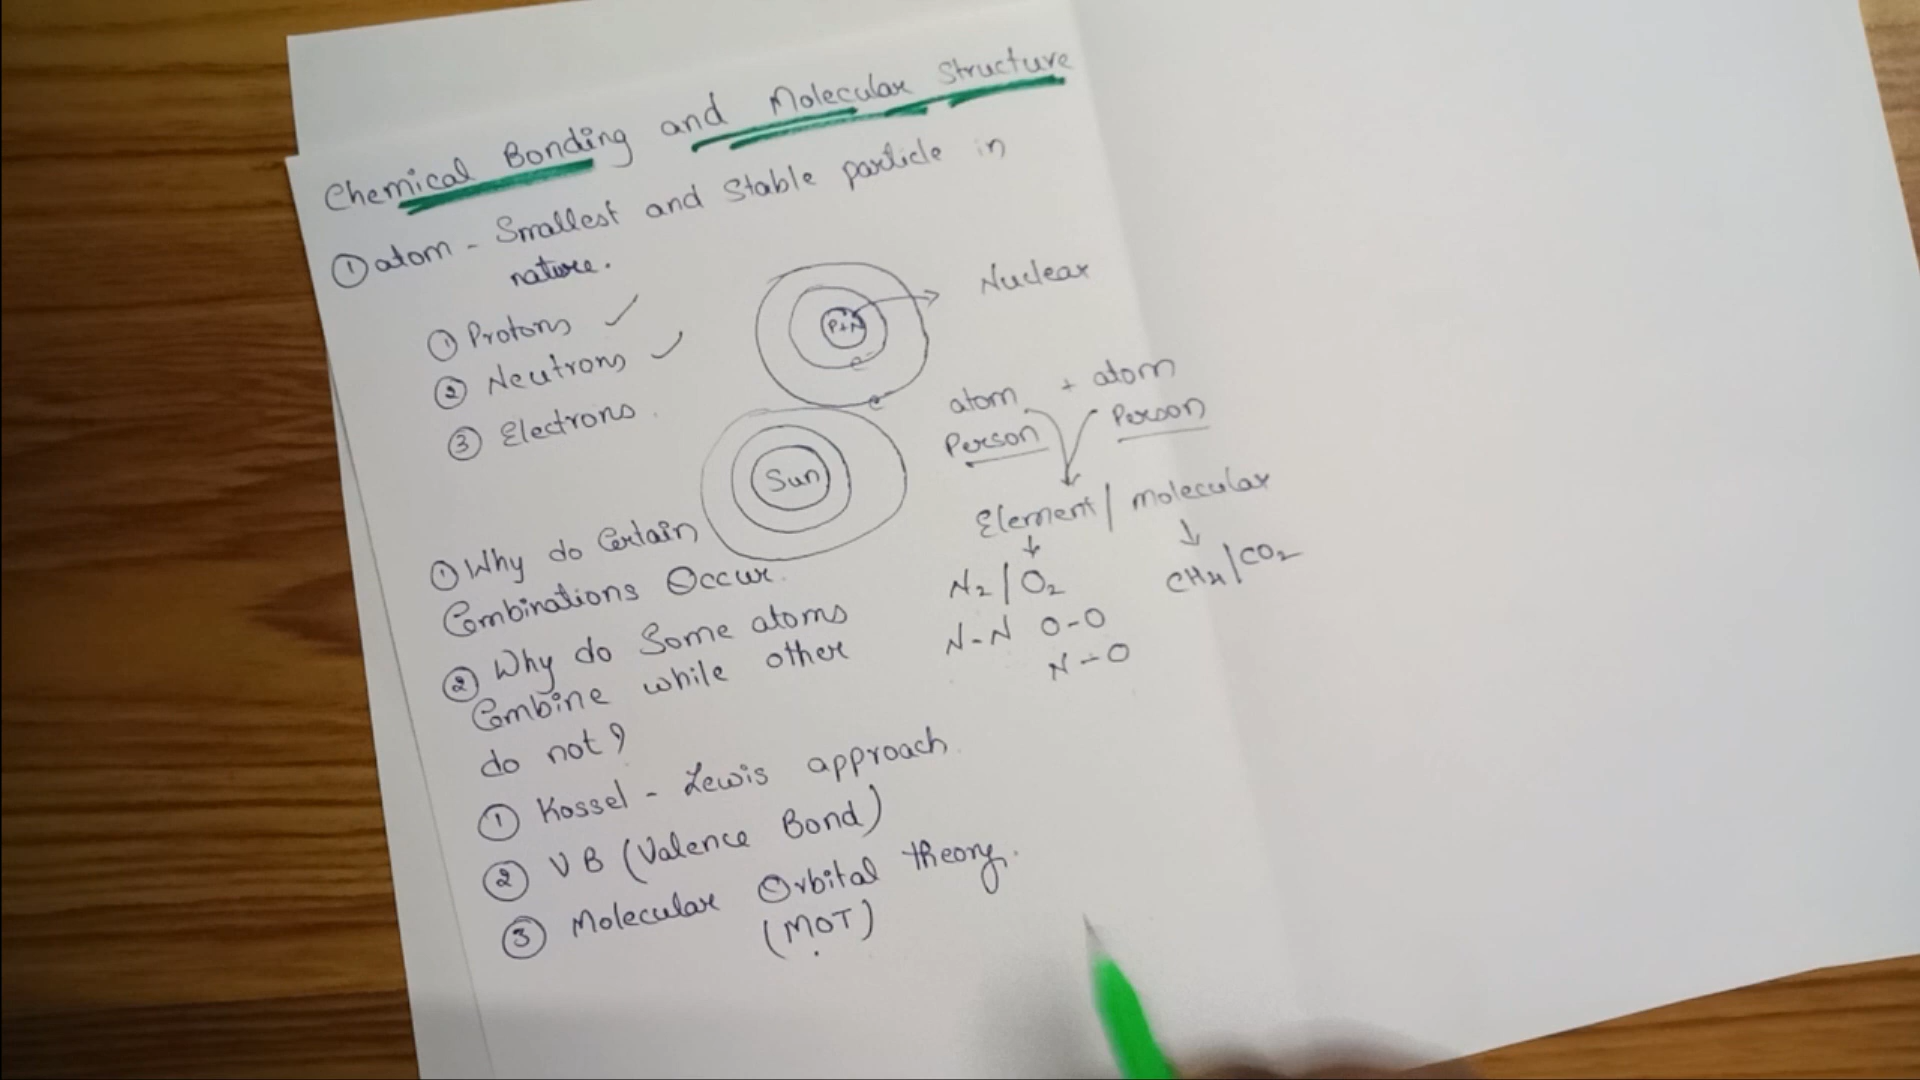 Chemical Bonding and Molecular Structure
① atom - Smallest and Stable particle in
nature.
① Protons ✓
② Neutrons ✓
③ Electrons.
P+N
e-
e-
Nuclear
Sun
atom + atom
Person Person
Element / molecular
N2 / O2 CH4 / CO2
N-N O-O
N-O
① Why do Certain
Combinations Occur.
② Why do Some atoms
Combine while other
do not?
① Kossel - Lewis approach.
② VB (Valence Bond)
③ Molecular Orbital theory.
(MOT)